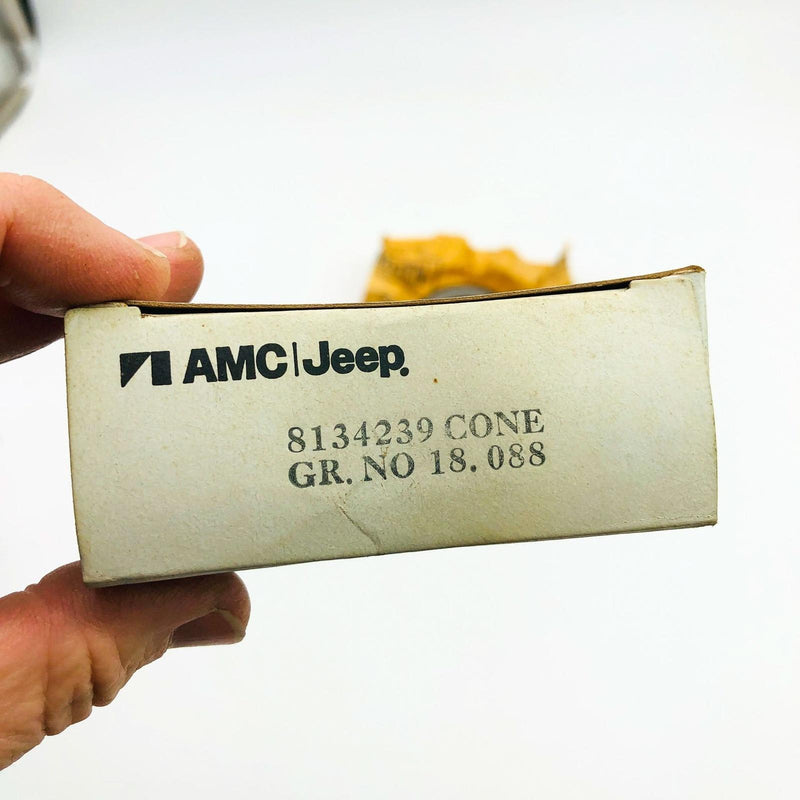 AMC|Jeep.
8134239 CONE
GR. NO 18.088